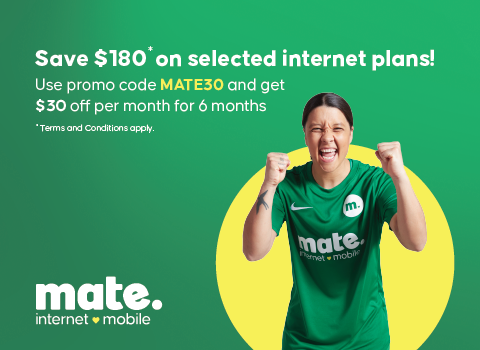 Save $180* on selected internet plans!
Use promo code MATE30 and get
$30 off per month for 6 months
*Terms and Conditions apply.
m.
mate.
internet mobile
mate.
internet mobile